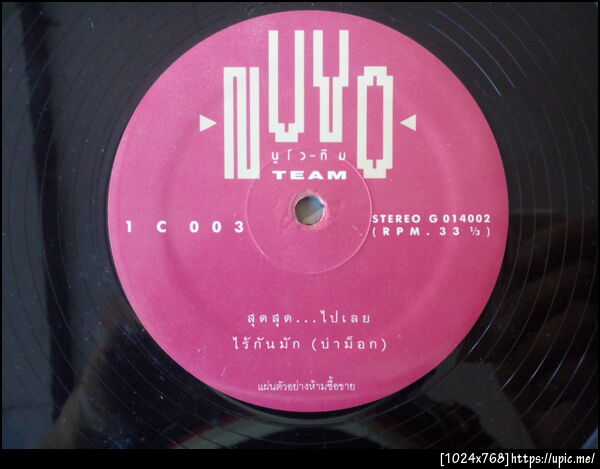 NUVO
นูโว-ทีม
TEAM
1 C 003
STEREO G 014002
(RPM. 33 ⅓)
สุดสุด...ไปเลย
ไร้กันมัก (บ่าม็อก)
แผ่นตัวอย่างห้ามซื้อขาย
[1024x768]https://upic.me/